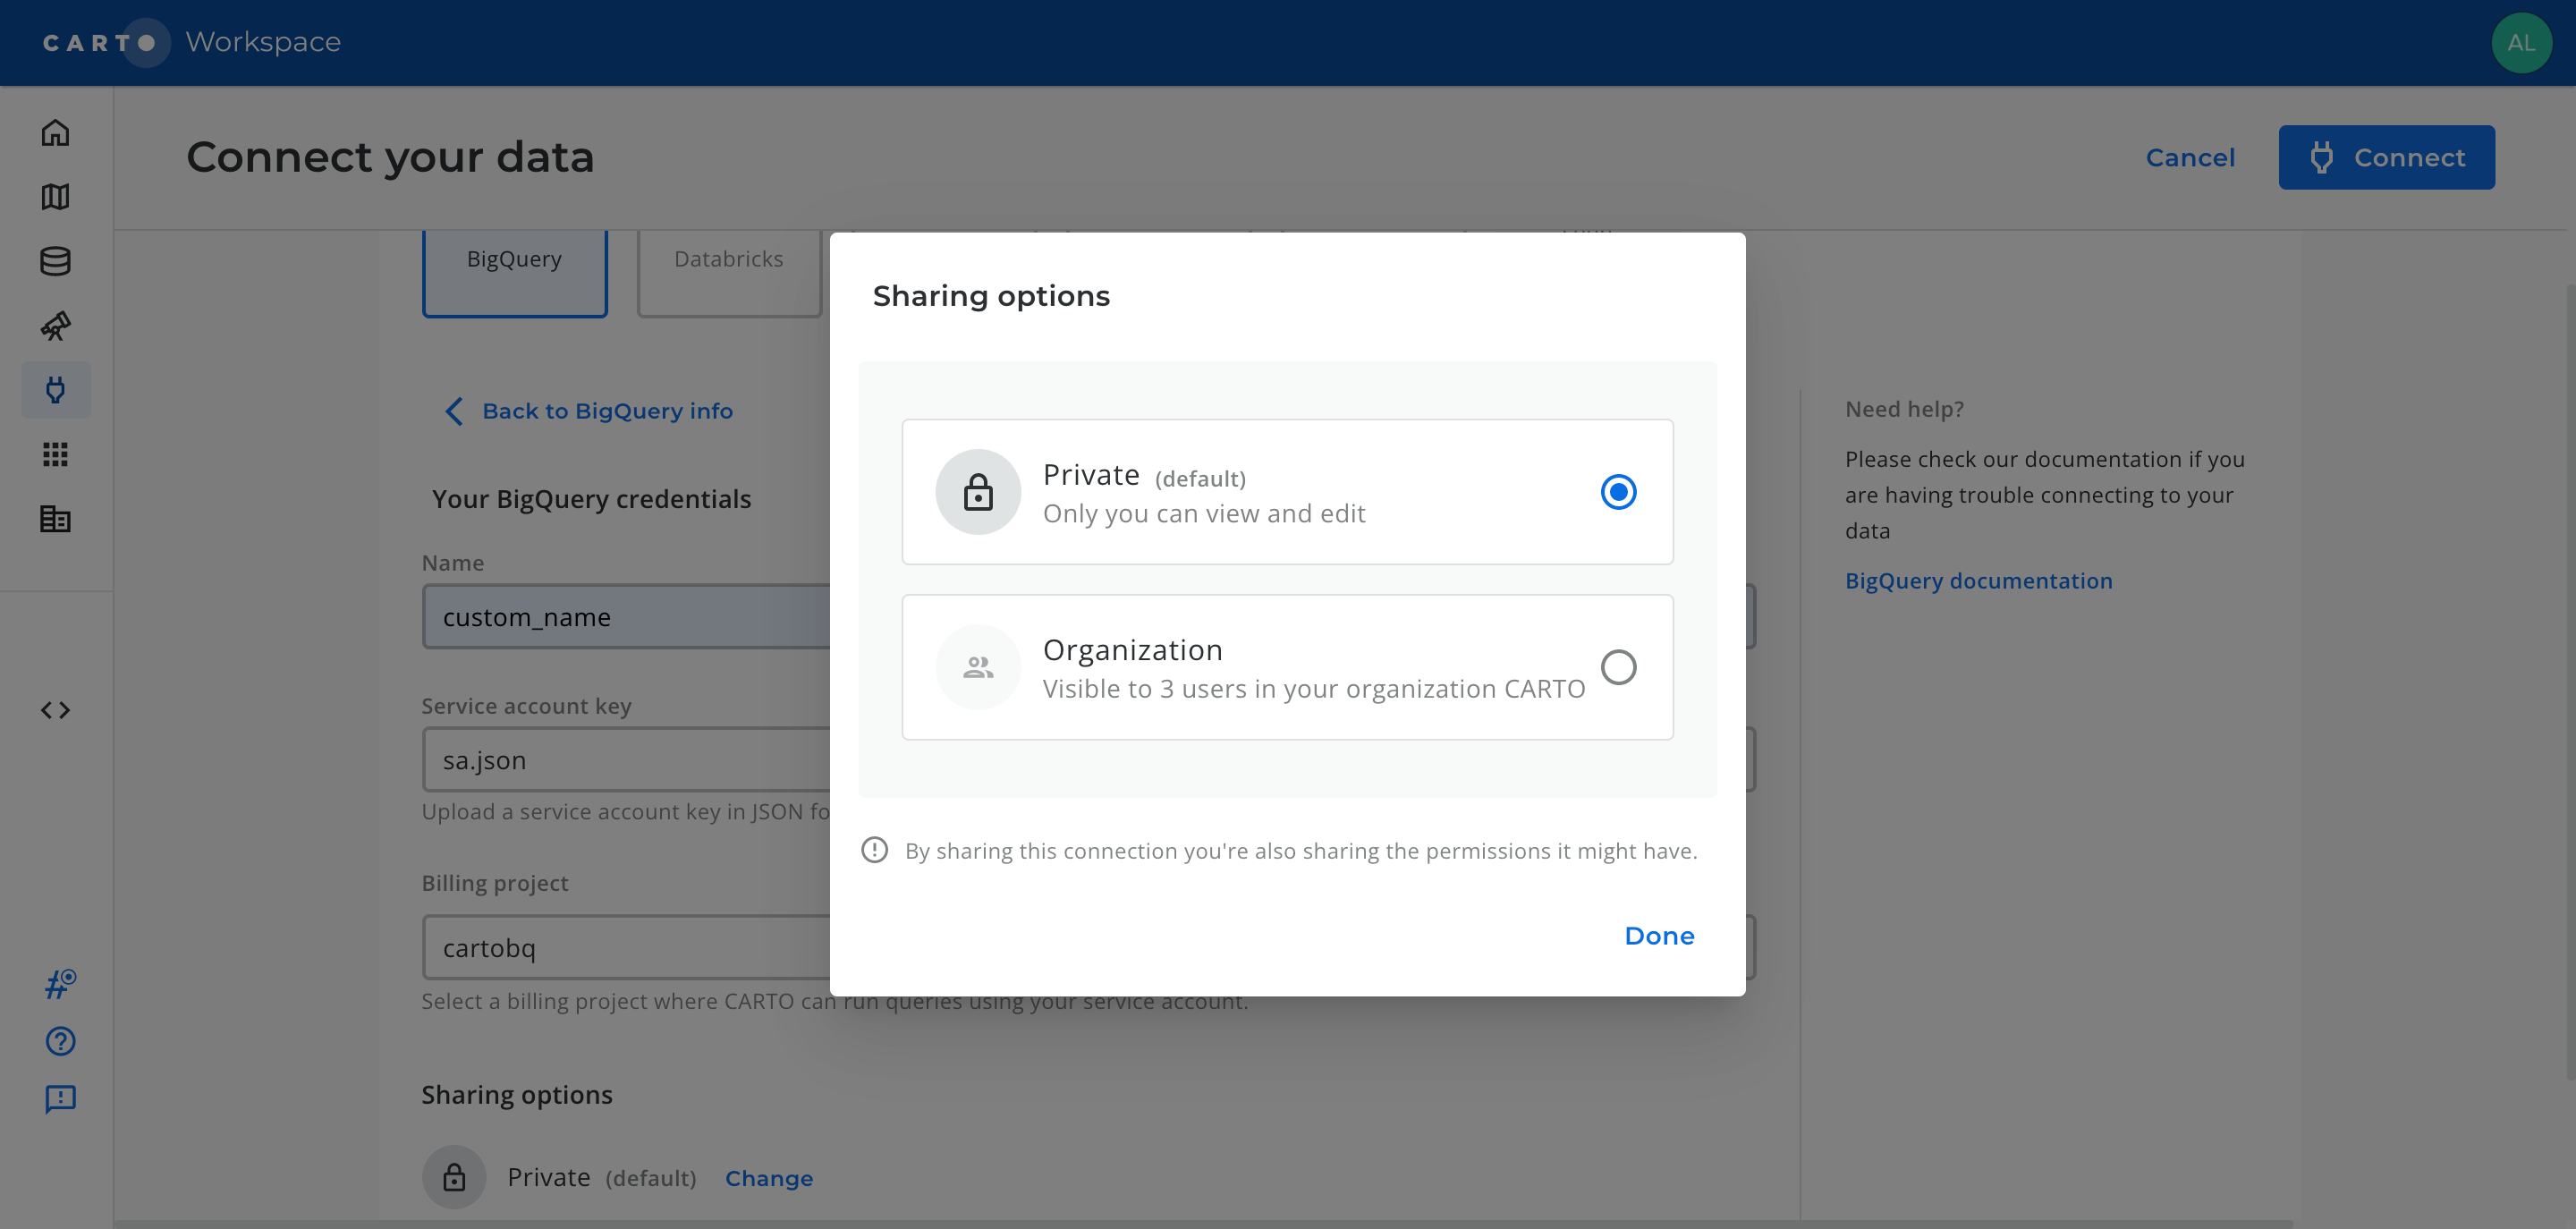 CARTO Workspace
AL
Connect your data
Cancel
Connect
BigQuery
Databricks
Back to BigQuery info
Your BigQuery credentials
Name
custom_name
Service account key
sa.json
Upload a service account key in JSON fo
Billing project
cartobq
Select a billing project where CARTO can run queries using your service account.
Sharing options
Private (default) Change
Sharing options
Private (default)
Only you can view and edit
Organization
Visible to 3 users in your organization CARTO
By sharing this connection you're also sharing the permissions it might have.
Done
Need help?
Please check our documentation if you
are having trouble connecting to your
data
BigQuery documentation